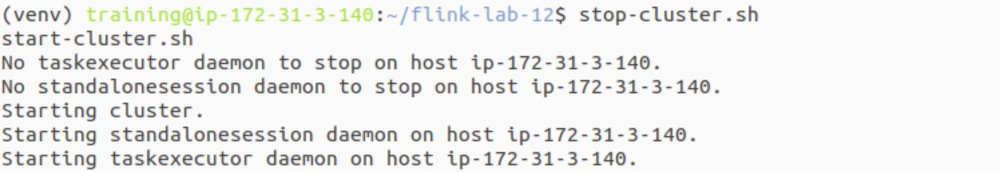 (venv) training@ip-172-31-3-140:~/flink-lab-12$ stop-cluster.sh
start-cluster.sh
No taskexecutor daemon to stop on host ip-172-31-3-140.
No standalonesession daemon to stop on host ip-172-31-3-140.
Starting cluster.
Starting standalonesession daemon on host ip-172-31-3-140.
Starting taskexecutor daemon on host ip-172-31-3-140.